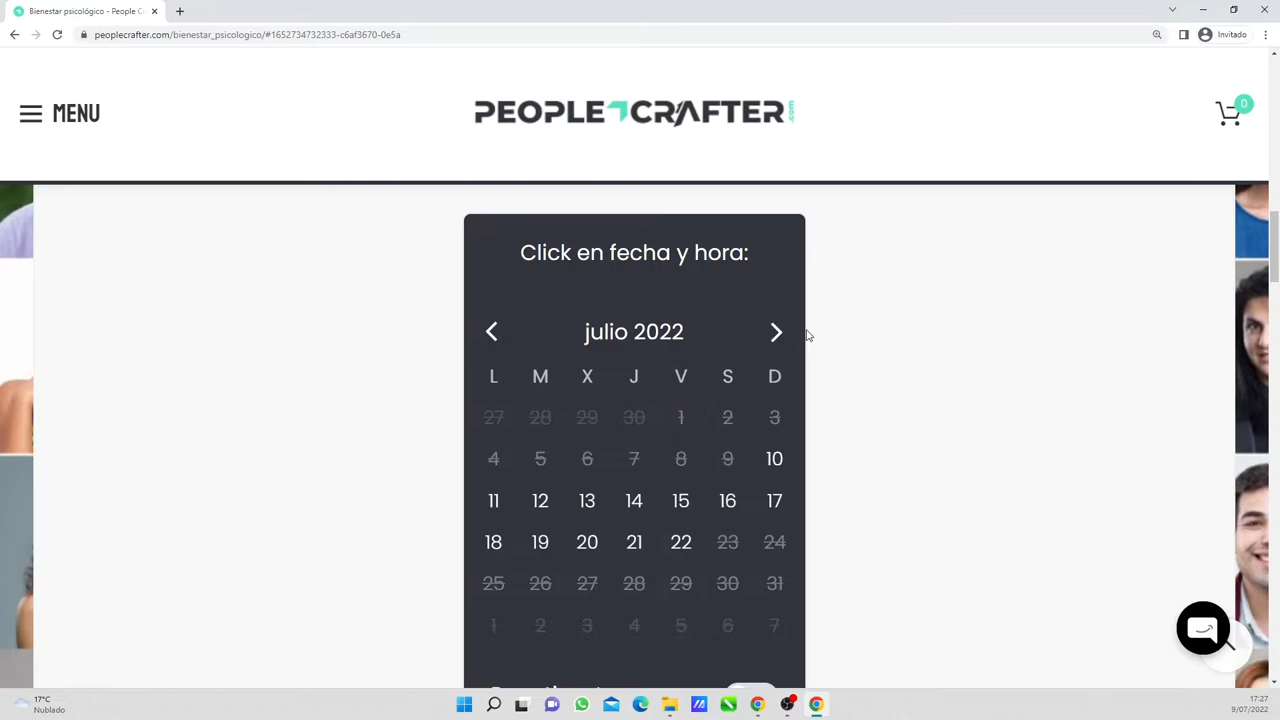 Bienestar psicológico - People C
peoplecrafter.com/bienestar_psicologico/#1652734732333-c6af3670-0e5a
Invitado
MENU
PEOPLE CRAFTER .com
0
Click en fecha y hora:
julio 2022
L M X J V S D
27 28 29 30 1 2 3
4 5 6 7 8 9 10
11 12 13 14 15 16 17
18 19 20 21 22 23 24
25 26 27 28 29 30 31
1 2 3 4 5 6 7
17°C
Nublado
17:27
9/07/2022